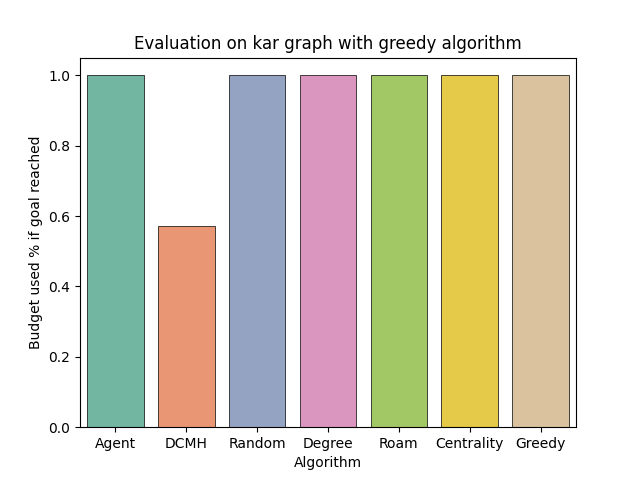 Evaluation on kar graph with greedy algorithm
1.0
0.8
0.6
0.4
0.2
0.0
Budget used % if goal reached
Agent DCMH Random Degree Roam Centrality Greedy
Algorithm